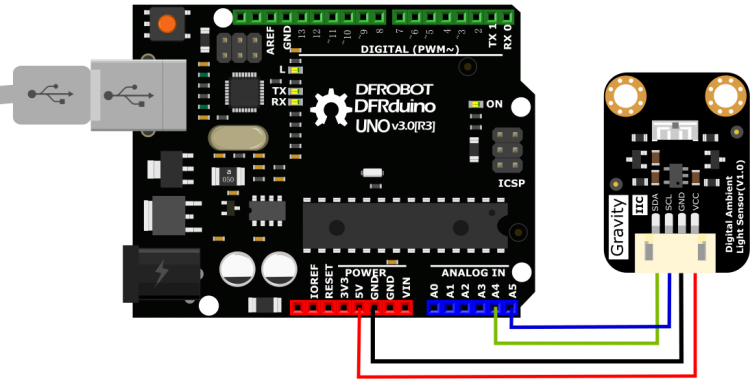 AREF
GND
13
12
~11
~10
~9
8
7
~6
~5
4
~3
2
TX 1
RX 0
DIGITAL (PWM~)
L
TX
RX
DFROBOT
DFRduino
UNO v3.0[R3]
ON
ICSP
a
050
POWER
ANALOG IN
IOREF
RESET
3V3
5V
GND
GND
VIN
A0
A1
A2
A3
A4
A5
Gravity
IIC
SDA
SCL
GND
VCC
Digital Ambient
Light Sensor(V1.0)